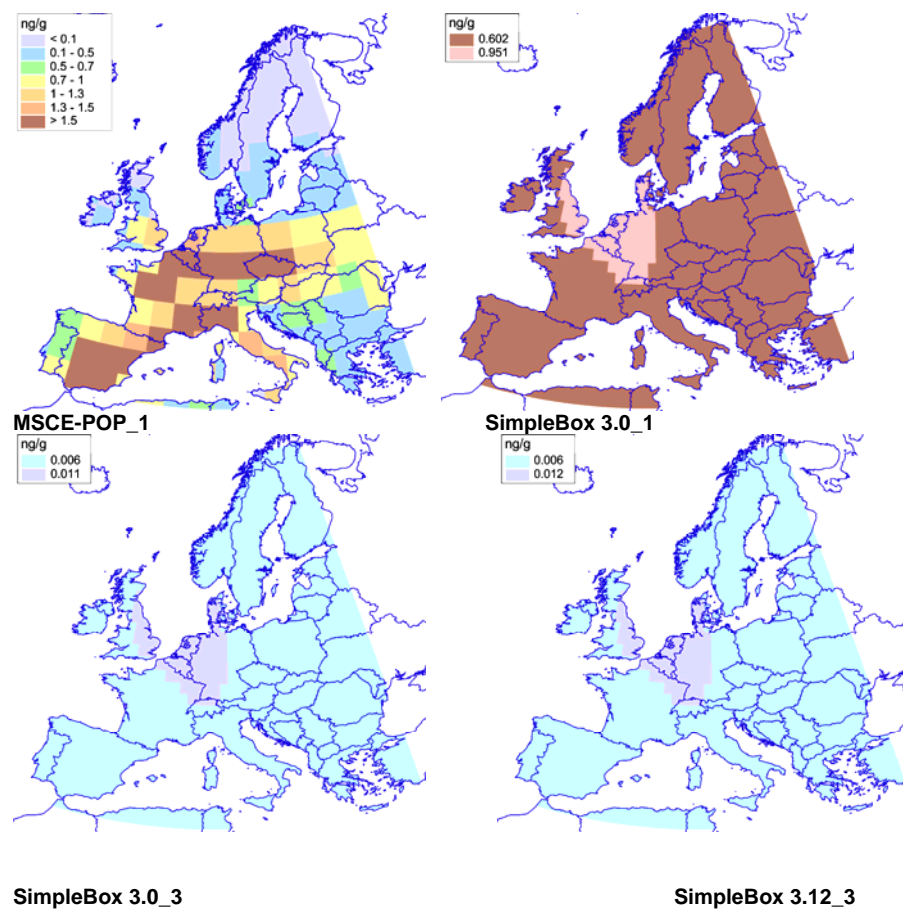 ng/g
< 0.1
0.1 - 0.5
0.5 - 0.7
0.7 - 1
1 - 1.3
1.3 - 1.5
> 1.5
ng/g
0.602
0.951
MSCE-POP_1
SimpleBox 3.0_1
ng/g
0.006
0.011
ng/g
0.006
0.012
SimpleBox 3.0_3
SimpleBox 3.12_3